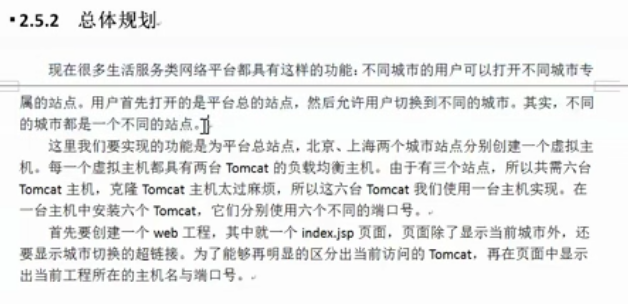 ▪2.5.2 总体规划
现在很多生活服务类网络平台都具有这样的功能：不同城市的用户可以打开不同城市专
属的站点。用户首先打开的是平台总的站点，然后允许用户切换到不同的城市。其实，不同
的城市都是一个不同的站点。
这里我们要实现的功能是为平台总站点，北京、上海两个城市站点分别创建一个虚拟主
机。每一个虚拟主机都具有两台 Tomcat 的负载均衡主机。由于有三个站点，所以共需六台
Tomcat 主机，克隆 Tomcat 主机太过麻烦，所以这六台 Tomcat 我们使用一台主机实现。在
一台主机中安装六个 Tomcat，它们分别使用六个不同的端口号。
首先要创建一个 web 工程，其中就一个 index.jsp 页面，页面除了显示当前城市外，还
要显示城市切换的超链接。为了能够再明显的区分出当前访问的 Tomcat，再在页面中显示
出当前工程所在的主机名与端口号。